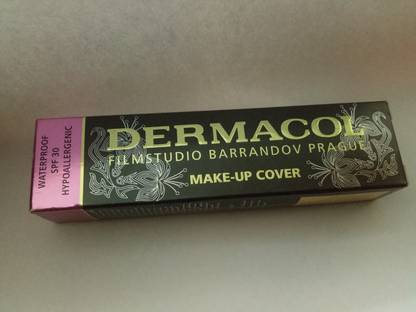 WATERPROOF
SPF 30
HYPOALLERGENIC
DERMACOL
FILMSTUDIO BARRANDOV PRAGUE
MAKE-UP COVER